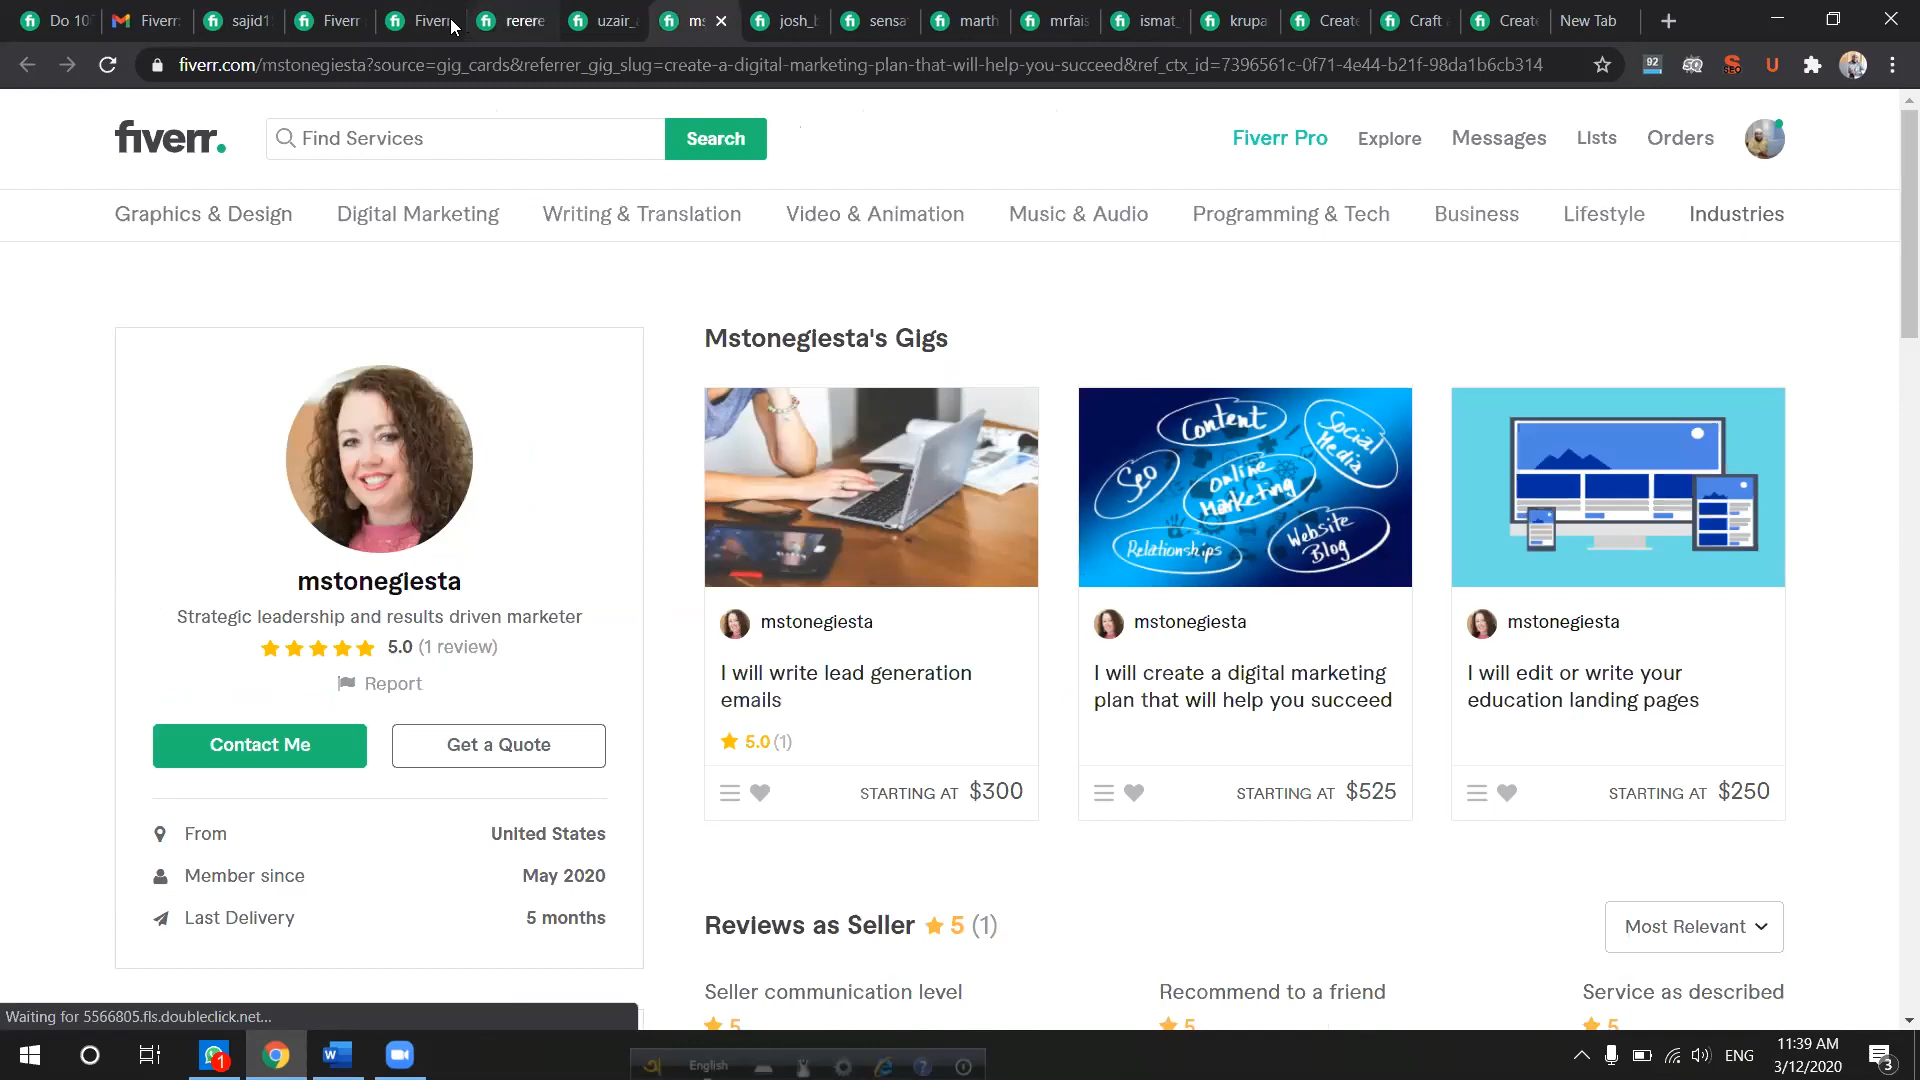 Do 10
Fiverr
sajid1
Fiverr
Fiverr
rerere
uzair_
ms
josh_b
sensa
marth
mrfais
ismat_
krupa
Create
Craft
Create
New Tab
fiverr.com/mstonegiesta?source=gig_cards&referrer_gig_slug=create-a-digital-marketing-plan-that-will-help-you-succeed&ref_ctx_id=7396561c-0f71-4e44-b21f-98da1b6cb314
92
fiverr.
Find Services
Search
Fiverr Pro
Explore
Messages
Lists
Orders
Graphics & Design
Digital Marketing
Writing & Translation
Video & Animation
Music & Audio
Programming & Tech
Business
Lifestyle
Industries
mstonegiesta
Strategic leadership and results driven marketer
5.0 (1 review)
Report
Contact Me
Get a Quote
From United States
Member since May 2020
Last Delivery 5 months
Mstonegiesta's Gigs
mstonegiesta
I will write lead generation
emails
5.0 (1)
STARTING AT $300
Content
Social
Media
Seo
online
Marketing
Relationships
Website
Blog
mstonegiesta
I will create a digital marketing
plan that will help you succeed
STARTING AT $525
mstonegiesta
I will edit or write your
education landing pages
STARTING AT $250
Reviews as Seller 5 (1)
Most Relevant
Seller communication level
5
Recommend to a friend
5
Service as described
5
Waiting for 5566805.fls.doubleclick.net...
1
English
ENG
11:39 AM
3/12/2020
3